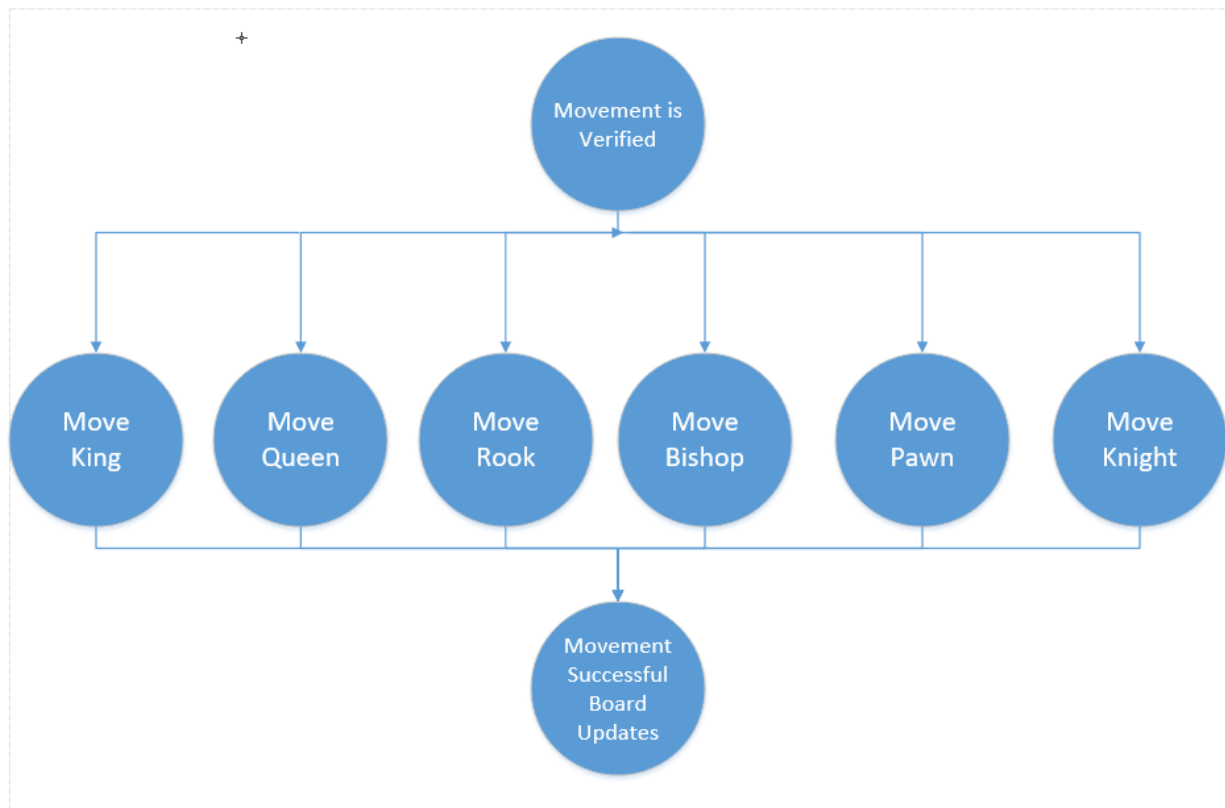 Movement is
Verified
Move
King
Move
Queen
Move
Rook
Move
Bishop
Move
Pawn
Move
Knight
Movement
Successful
Board
Updates